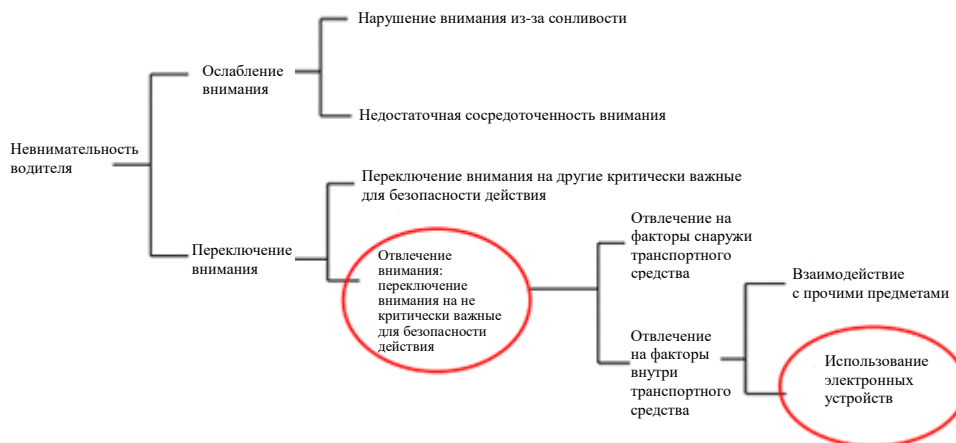 Нарушение внимания из-за сонливости
Ослабление
внимания
Недостаточная сосредоточенность внимания
Невнимательность
водителя
Переключение внимания на другие критически важные
для безопасности действия
Переключение
внимания
Отвлечение
внимания:
переключение
внимания на не
критически важные
для безопасности
действия
Отвлечение на
факторы снаружи
транспортного
средства
Взаимодействие
с прочими предметами
Отвлечение
на факторы
внутри
транспортного
средства
Использование
электронных
устройств